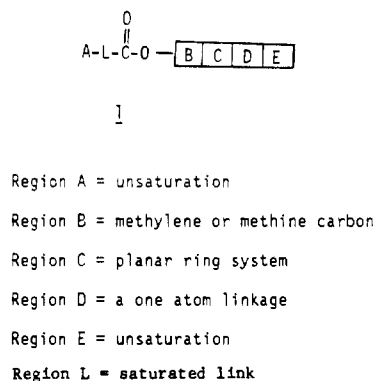 O
A-L-C-O
B C D E
1
Region A = unsaturation
Region B = methylene or methine carbon
Region C = planar ring system
Region D = a one atom linkage
Region E = unsaturation
Region L = saturated link